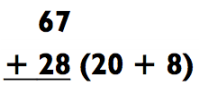 67
+ 28 (20 + 8)